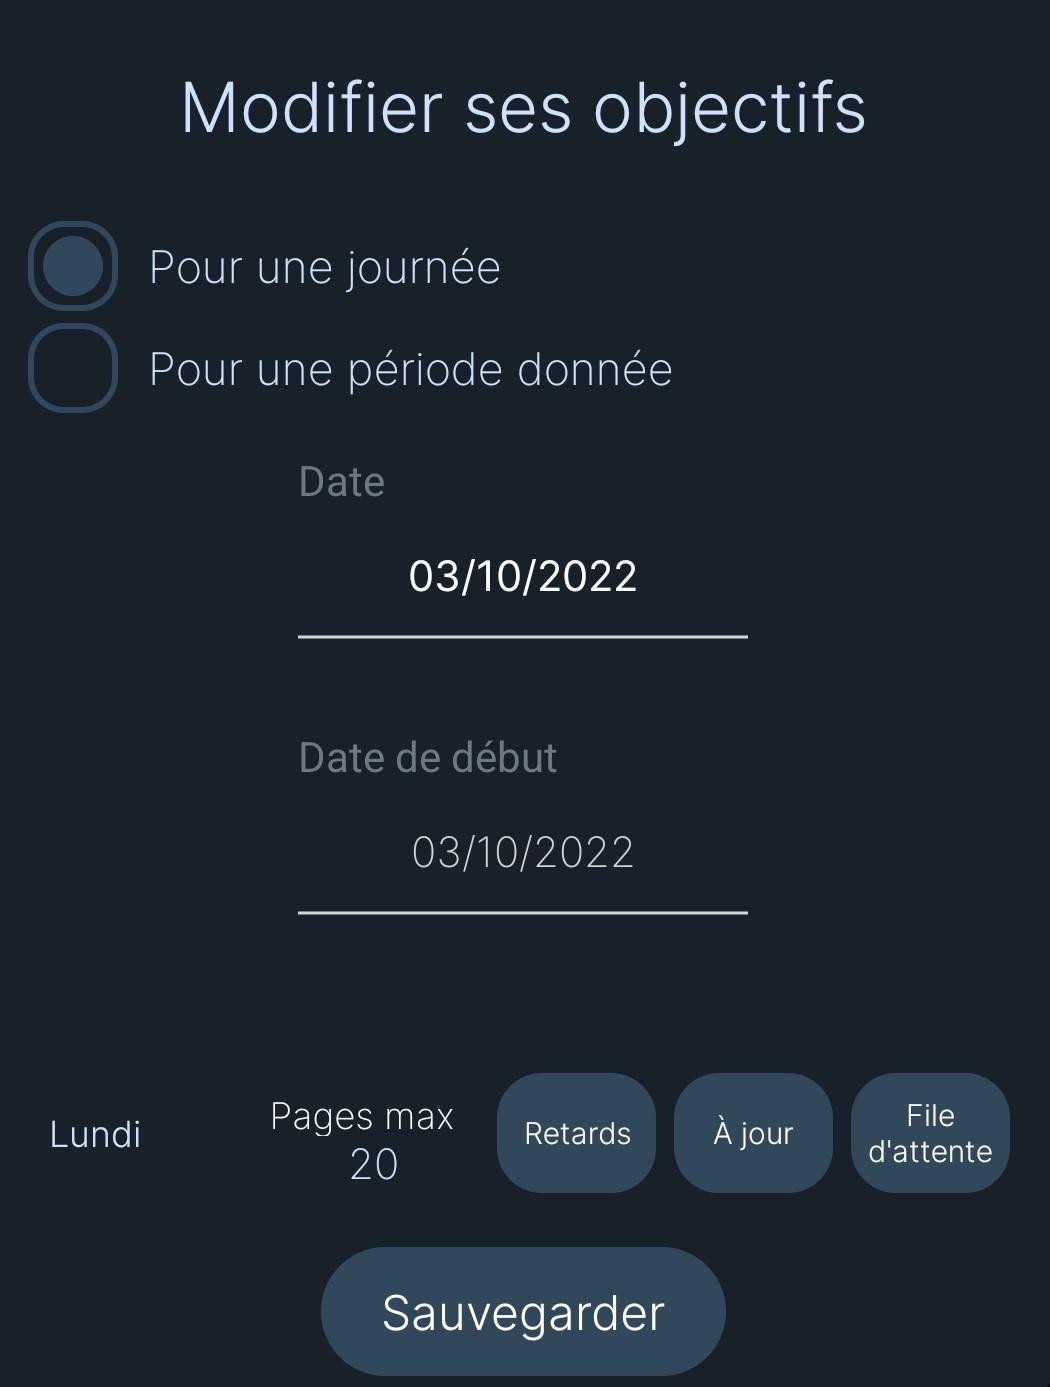 Modifier ses objectifs
Pour une journée
Pour une période donnée
Date
03/10/2022
Date de début
03/10/2022
Lundi
Pages max
20
Retards
À jour
File
d'attente
Sauvegarder